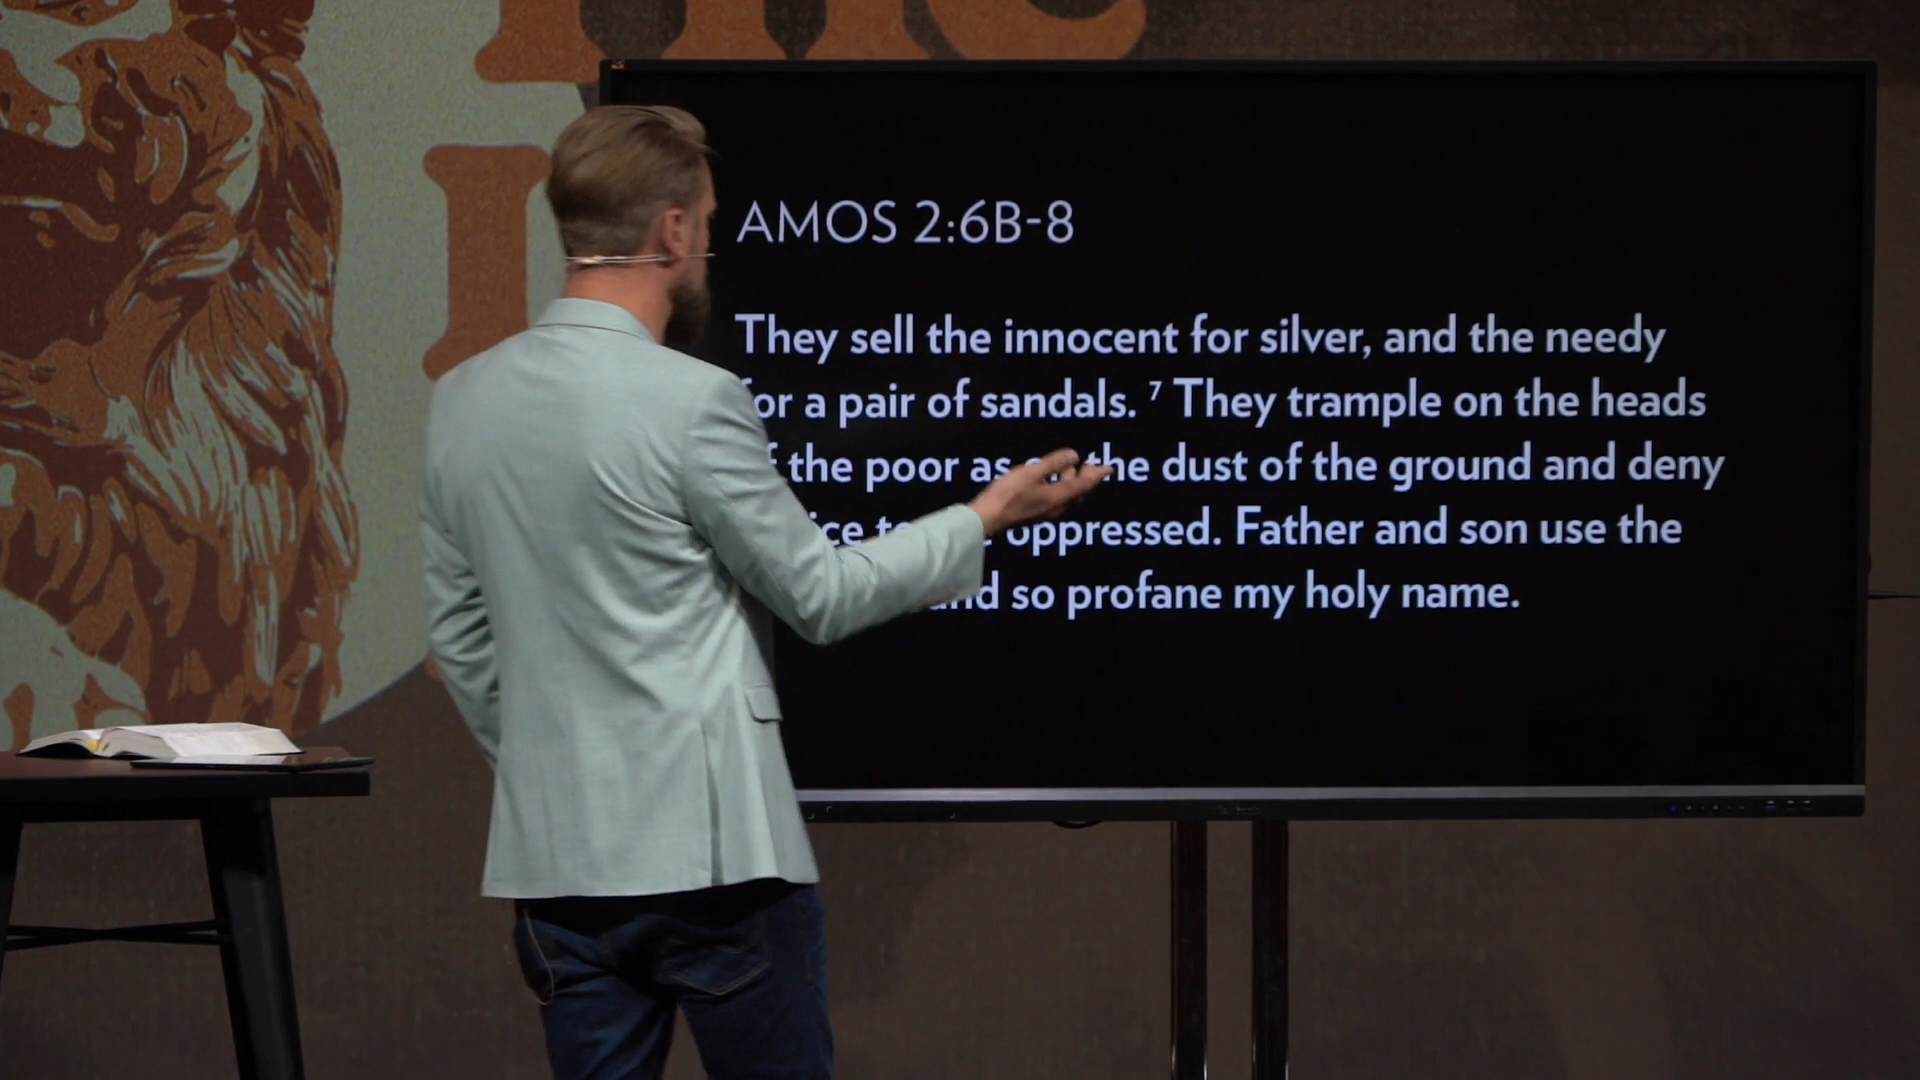 AMOS 2:6B-8
They sell the innocent for silver, and the needy
or a pair of sandals. ⁷ They trample on the heads
the poor as the dust of the ground and deny
oppressed. Father and son use the
and so profane my holy name.